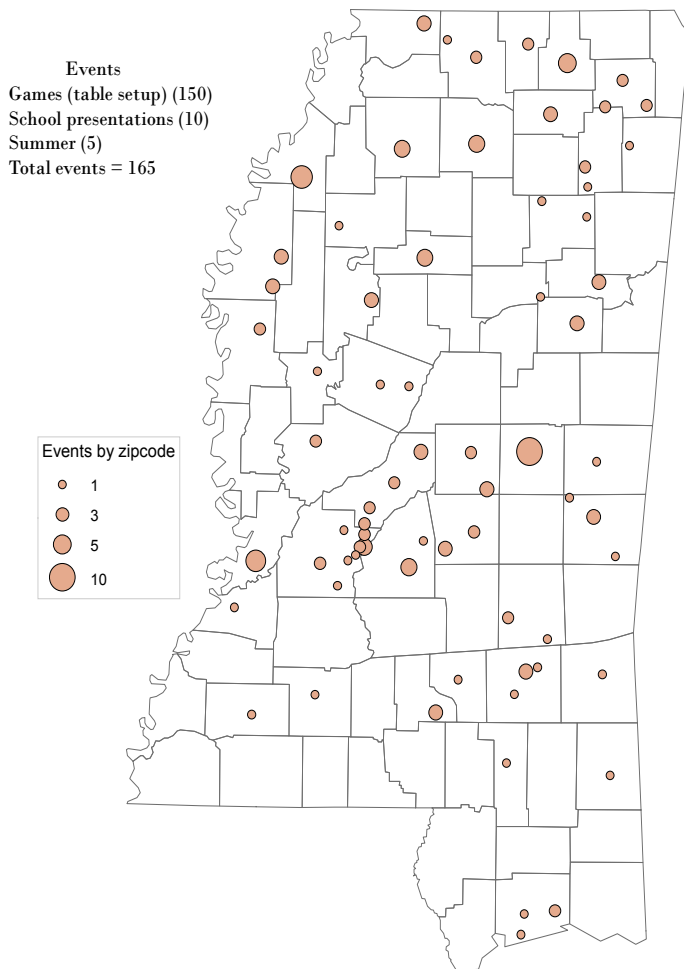 Events
Games (table setup) (150)
School presentations (10)
Summer (5)
Total events = 165
Events by zipcode
1
3
5
10